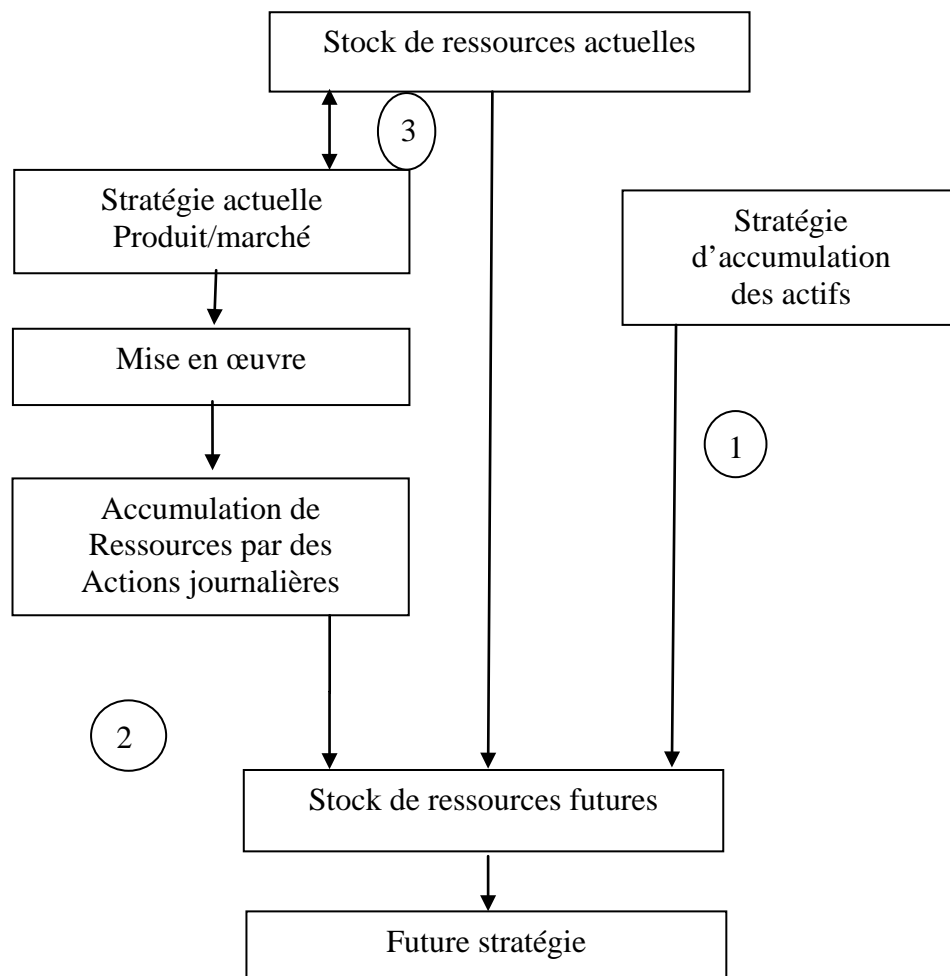 Stock de ressources actuelles
3
Stratégie actuelle
Produit/marché
Stratégie
d’accumulation
des actifs
Mise en œuvre
1
Accumulation de
Ressources par des
Actions journalières
2
Stock de ressources futures
Future stratégie